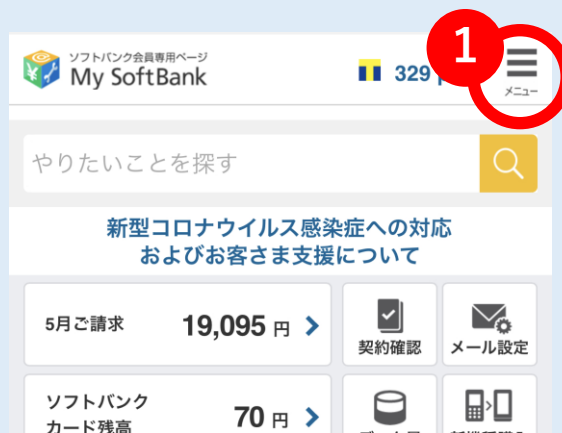 1
ソフトバンク会員専用ページ
My SoftBank
329
メニュー
やりたいことを探す
新型コロナウイルス感染症への対応
およびお客さま支援について
5月ご請求 19,095 円
契約確認
メール設定
ソフトバンク
カード残高
70 円